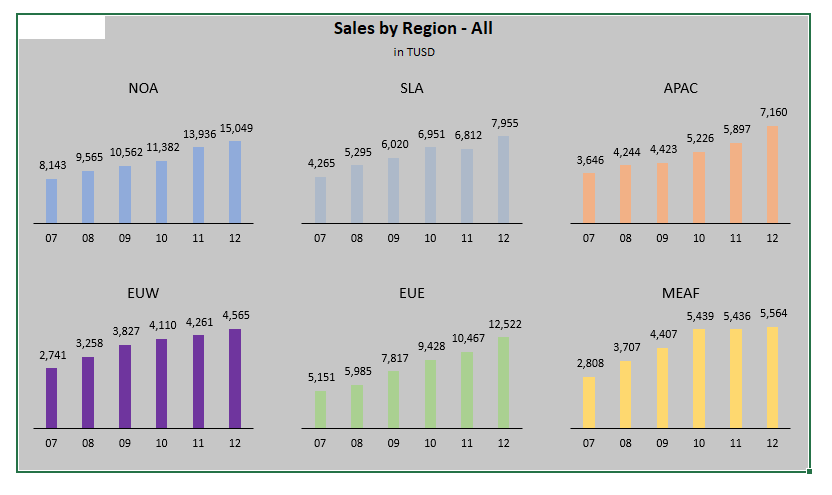 Sales by Region - All
in TUSD
NOA
8,143 9,565 10,562 11,382 13,936 15,049
07 08 09 10 11 12
SLA
4,265 5,295 6,020 6,951 6,812 7,955
07 08 09 10 11 12
APAC
3,646 4,244 4,423 5,226 5,897 7,160
07 08 09 10 11 12
EUW
2,741 3,258 3,827 4,110 4,261 4,565
07 08 09 10 11 12
EUE
5,151 5,985 7,817 9,428 10,467 12,522
07 08 09 10 11 12
MEAF
2,808 3,707 4,407 5,439 5,436 5,564
07 08 09 10 11 12